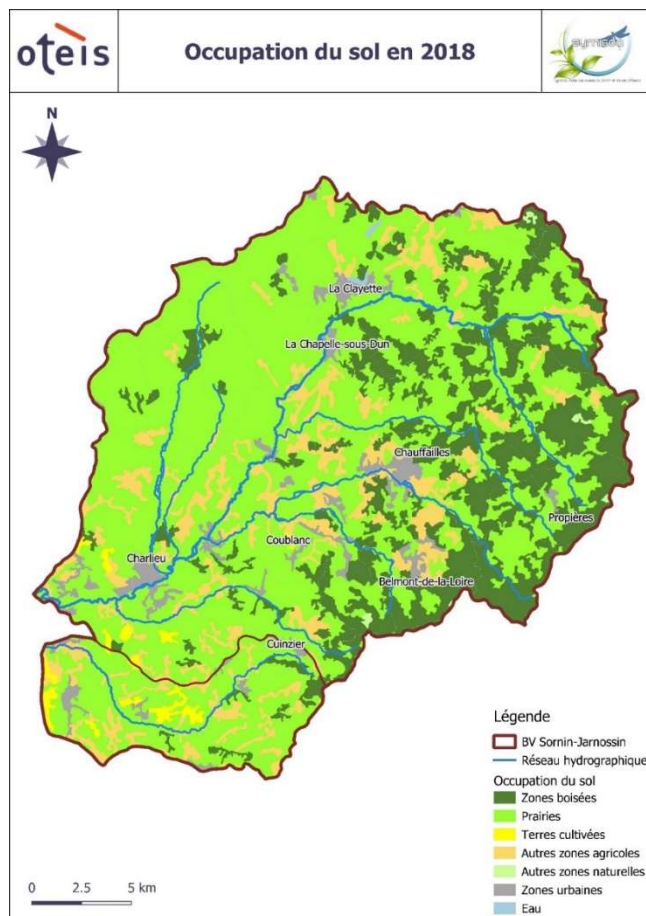 oteis
Occupation du sol en 2018
symisoa
N
La Clayette
La Chapelle-sous-Dun
Chauffailles
Propières
Coublanc
Charlieu
Belmont-de-la-Loire
Cuinzier
Légende
BV Sornin-Jarnossin
Réseau hydrographique
Occupation du sol
Zones boisées
Prairies
Terres cultivées
Autres zones agricoles
Autres zones naturelles
Zones urbaines
Eau
0 2.5 5 km